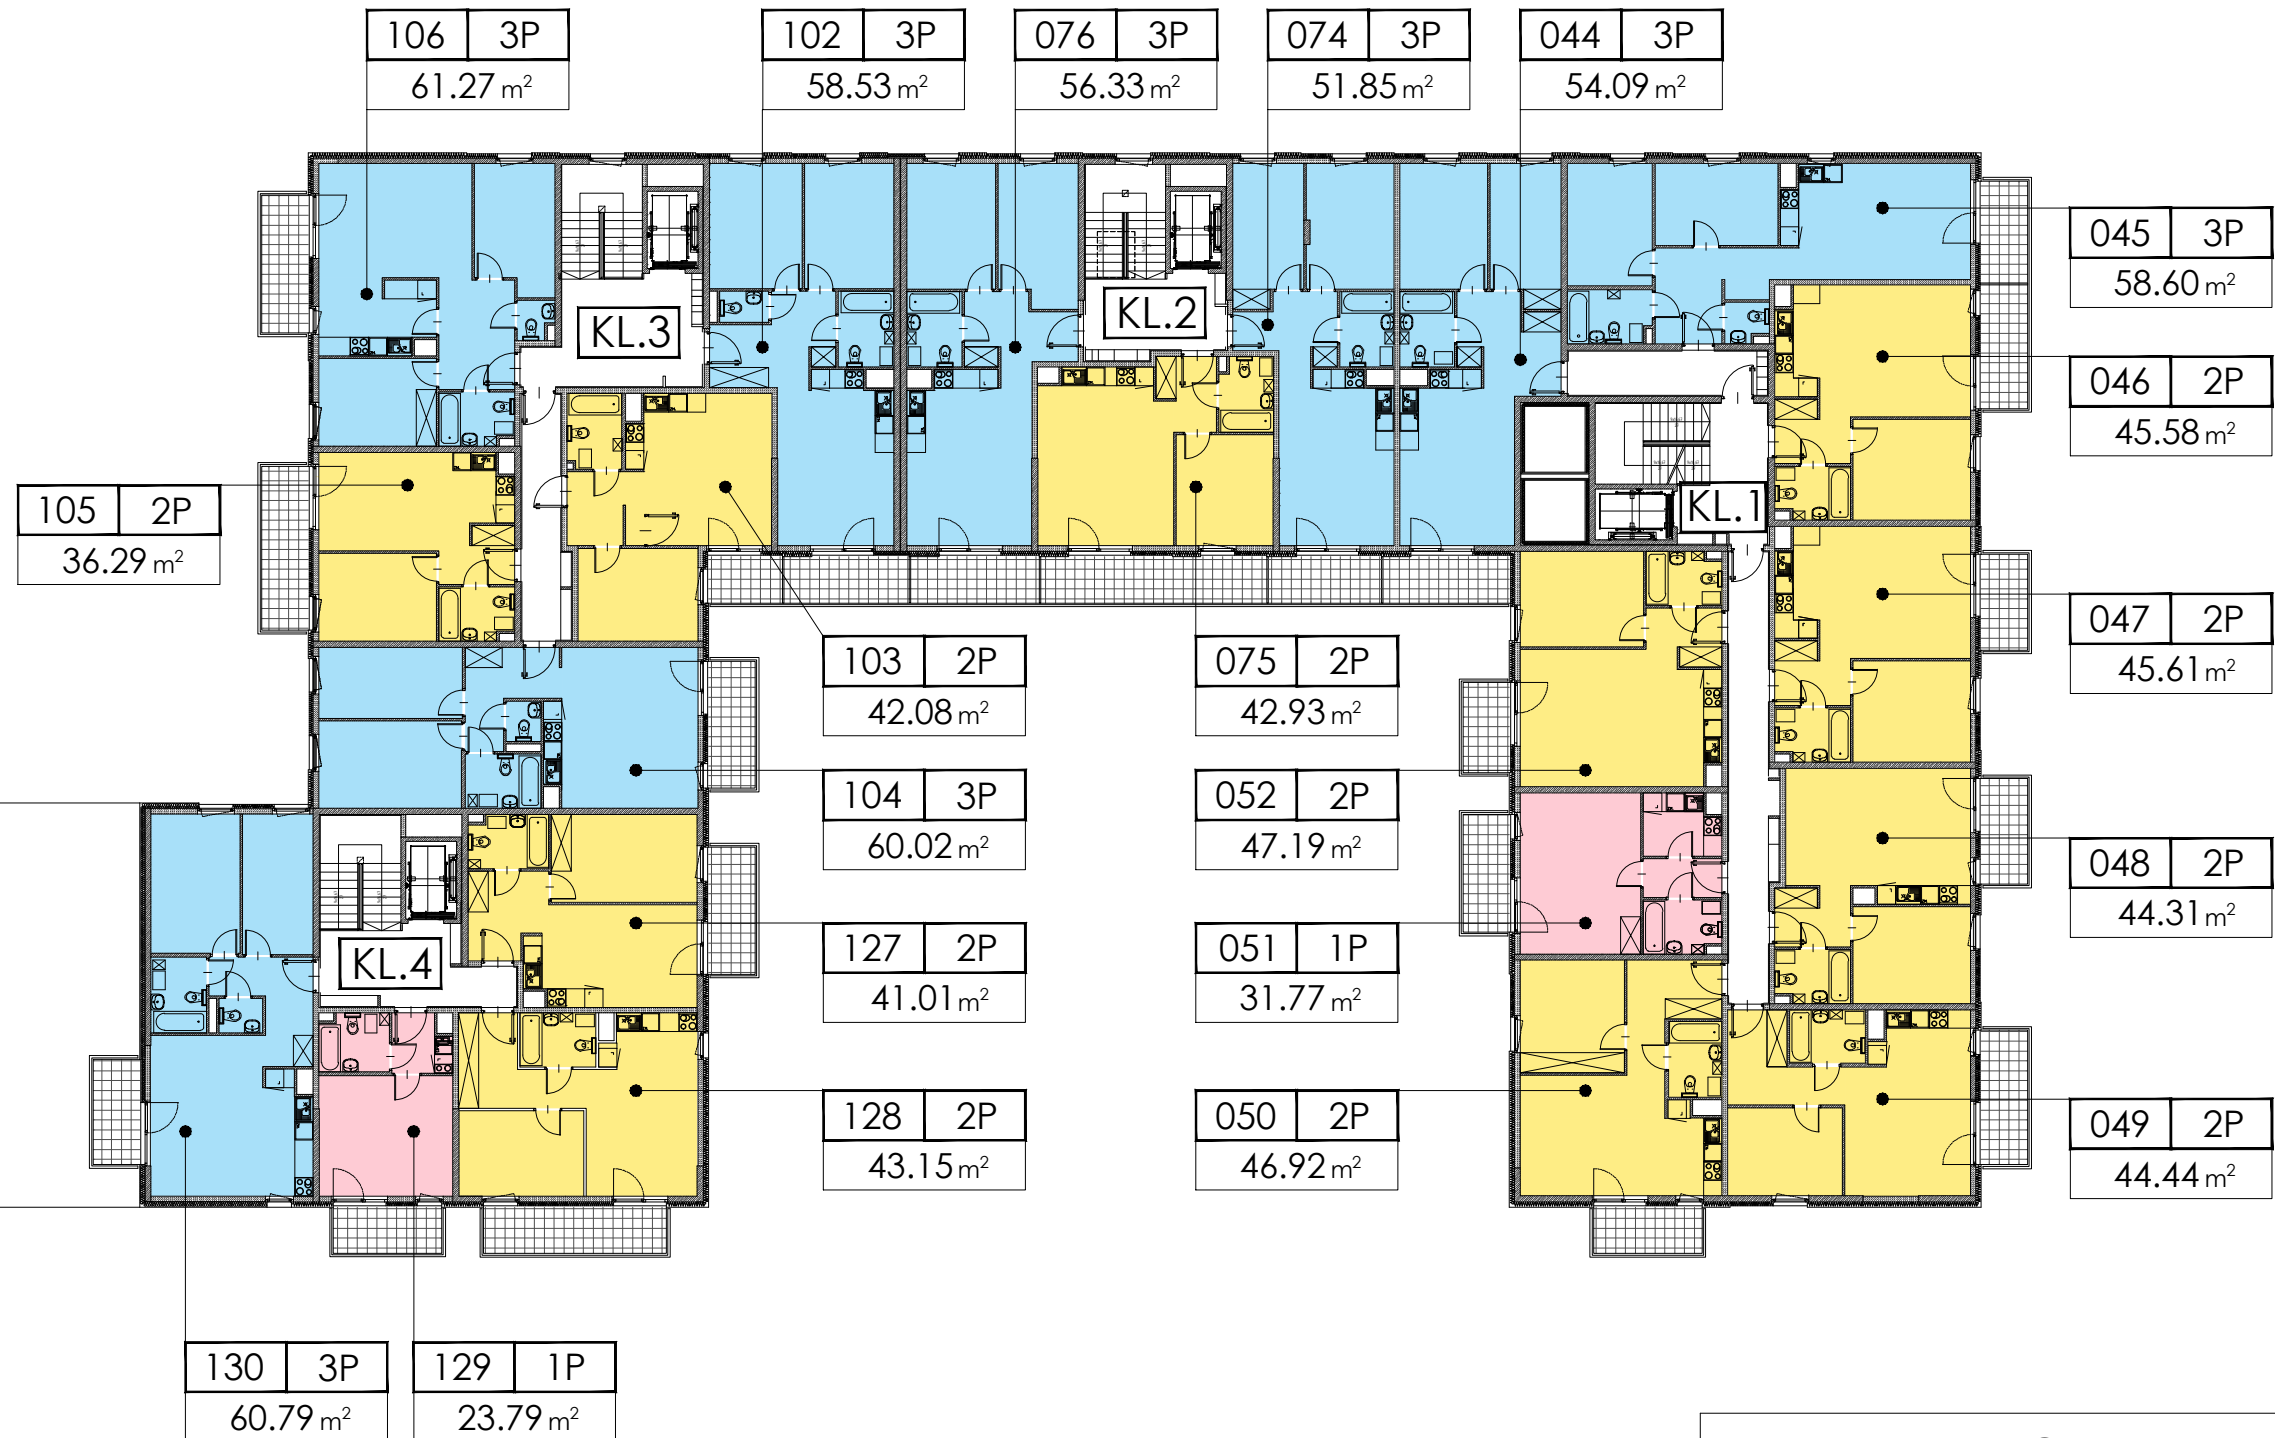 106 3P
61.27 m²
102 3P
58.53 m²
076 3P
56.33 m²
074 3P
51.85 m²
044 3P
54.09 m²
045 3P
58.60 m²
KL.3
KL.2
046 2P
45.58 m²
105 2P
36.29 m²
KL.1
047 2P
45.61 m²
103 2P
42.08 m²
075 2P
42.93 m²
104 3P
60.02 m²
052 2P
47.19 m²
048 2P
44.31 m²
KL.4
127 2P
41.01 m²
051 1P
31.77 m²
128 2P
43.15 m²
050 2P
46.92 m²
049 2P
44.44 m²
130 3P
60.79 m²
129 1P
23.79 m²